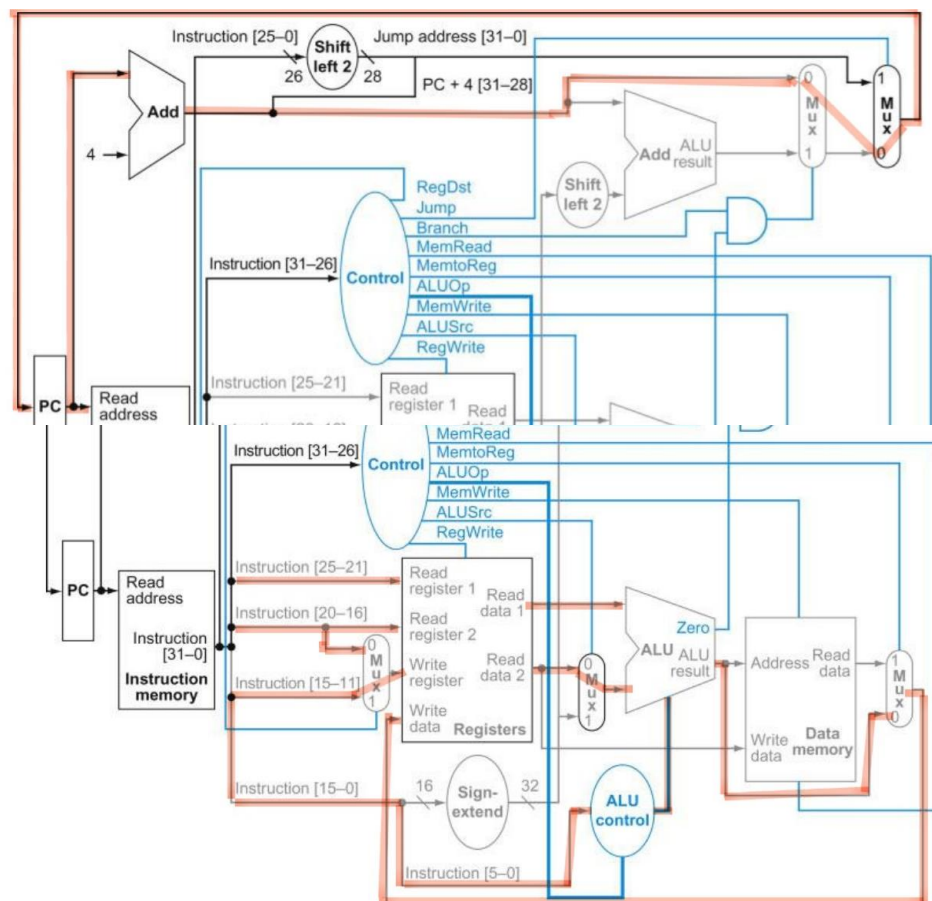 Instruction [25–0]
Shift
left 2
Jump address [31–0]
26
28
PC + 4 [31–28]
Add
4
0
M
u
x
1
1
M
u
x
0
Add
ALU
result
Shift
left 2
RegDst
Jump
Branch
MemRead
MemtoReg
ALUOp
MemWrite
ALUSrc
RegWrite
Instruction [31–26]
Control
PC
Read
address
Instruction [25–21]
Read
register 1
Read
MemRead
MemtoReg
ALUOp
MemWrite
ALUSrc
RegWrite
Instruction [31–26]
Control
PC
Read
address
Instruction
[31–0]
Instruction
memory
Instruction [25–21]
Instruction [20–16]
Instruction [15–11]
Instruction [15–0]
Instruction [5–0]
0
M
u
x
1
Read
register 1
Read
register 2
Write
register
Write
data
Read
data 1
Read
data 2
Registers
0
M
u
x
1
Zero
ALU
ALU
result
Address
Read
data
Write
data
Data
memory
1
M
u
x
0
16
Sign-
extend
32
ALU
control